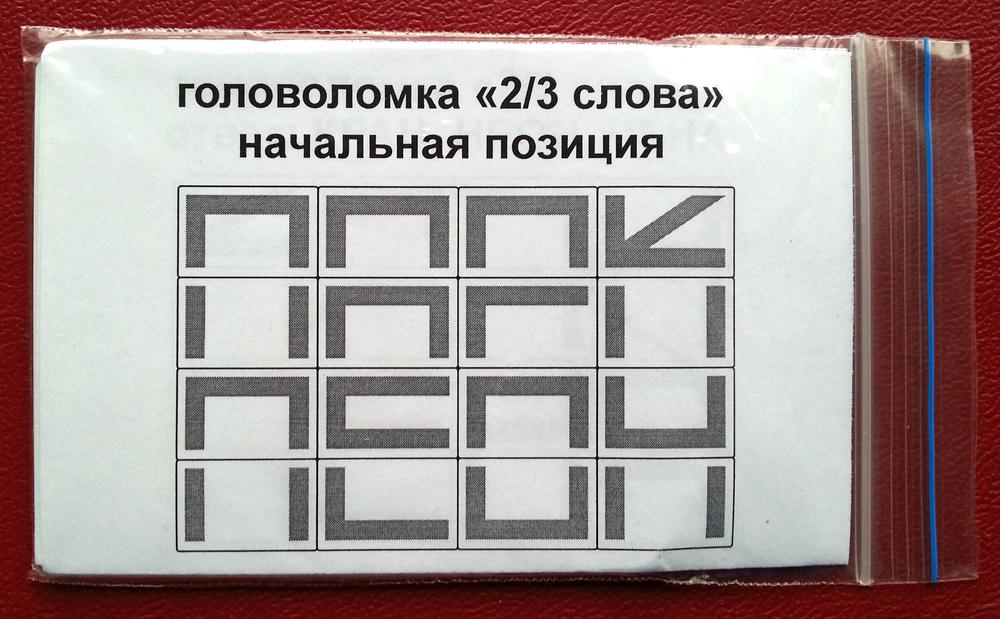 головоломка «2/3 слова»
начальная позиция